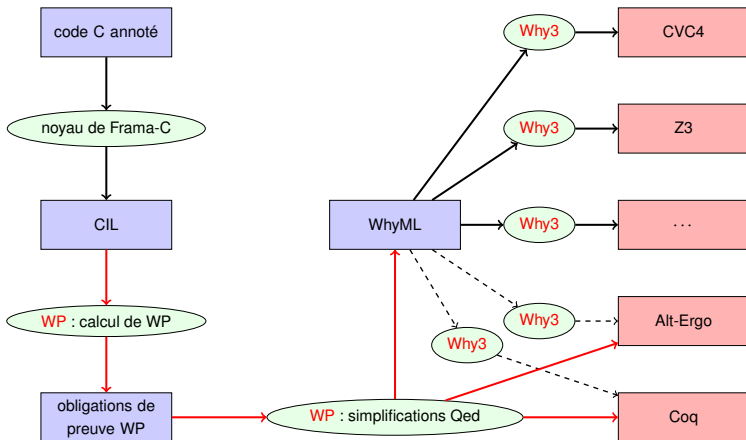 code C annoté
Why3
CVC4
noyau de Frama-C
Why3
Z3
CIL
WhyML
Why3
...
WP : calcul de WP
Why3
Alt-Ergo
Why3
obligations de
preuve WP
WP : simplifications Qed
Coq